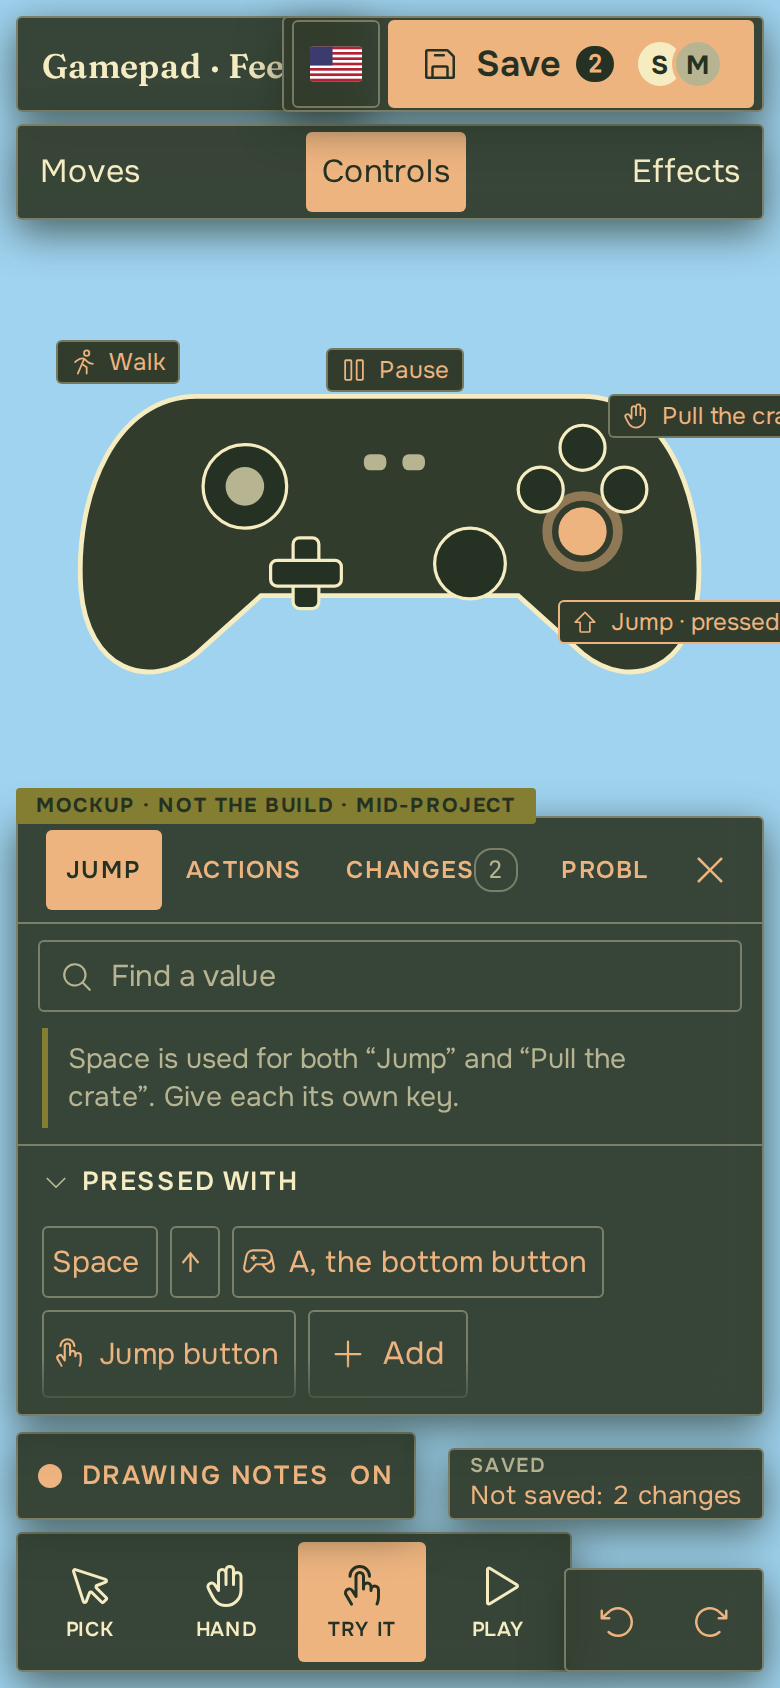 Gamepad · Fee
Save 2 S M
Moves Controls Effects
Walk
Pause
Pull the cra
Jump · pressed
MOCKUP · NOT THE BUILD · MID-PROJECT
JUMP ACTIONS CHANGES 2 PROBL
Find a value
Space is used for both “Jump” and “Pull the
crate”. Give each its own key.
PRESSED WITH
Space A, the bottom button
Jump button Add
DRAWING NOTES ON
SAVED
Not saved: 2 changes
PICK HAND TRY IT PLAY